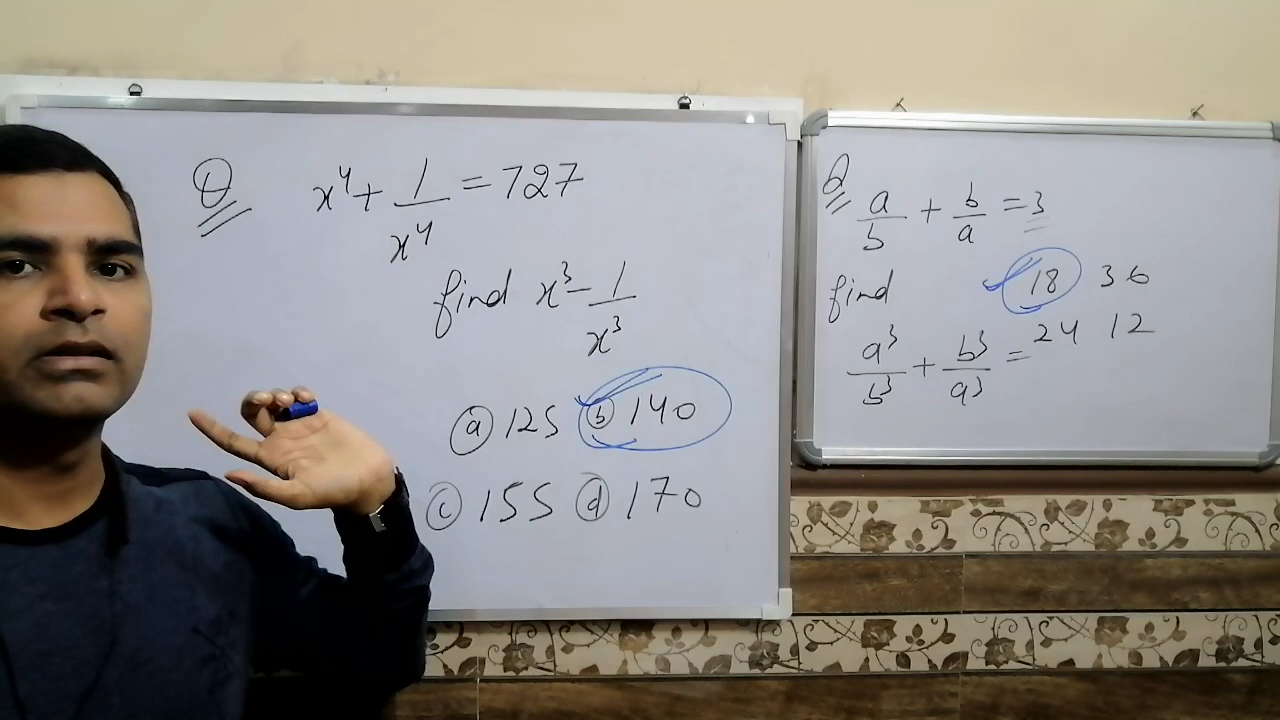 Q x⁴ + 1/x⁴ = 727
find x³ - 1/x³
(a) 125 (b) 140
(c) 155 (d) 170
Q a/b + b/a = 3
find 18 36
a³/b³ + b³/a³ = 24 12